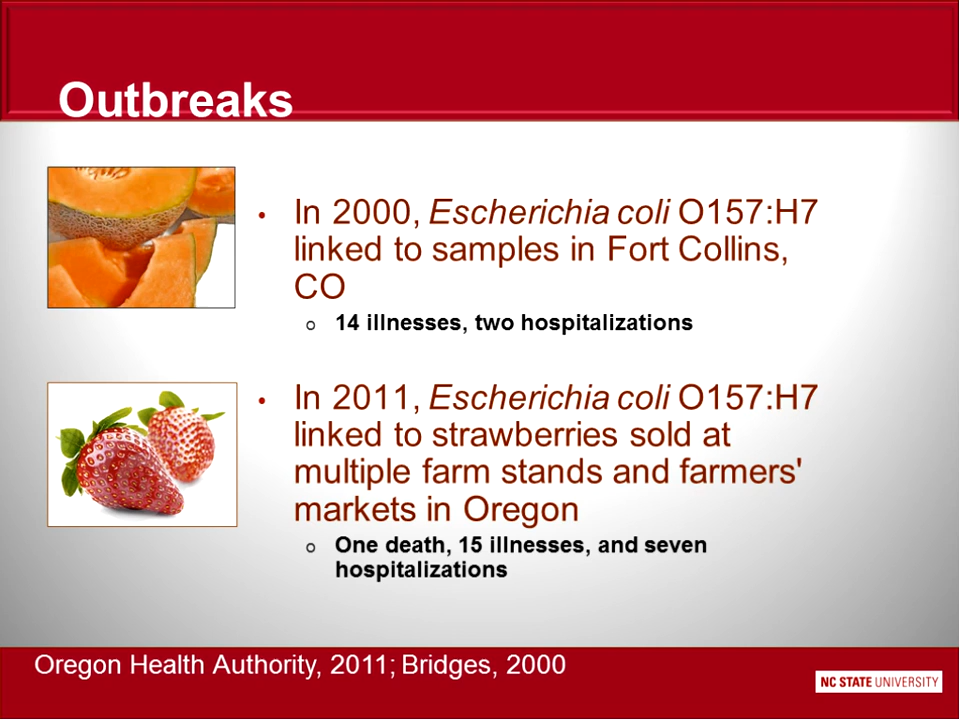 Outbreaks
• In 2000, Escherichia coli O157:H7
linked to samples in Fort Collins,
CO
o 14 illnesses, two hospitalizations
• In 2011, Escherichia coli O157:H7
linked to strawberries sold at
multiple farm stands and farmers'
markets in Oregon
o One death, 15 illnesses, and seven
hospitalizations
Oregon Health Authority, 2011; Bridges, 2000
NC STATE UNIVERSITY